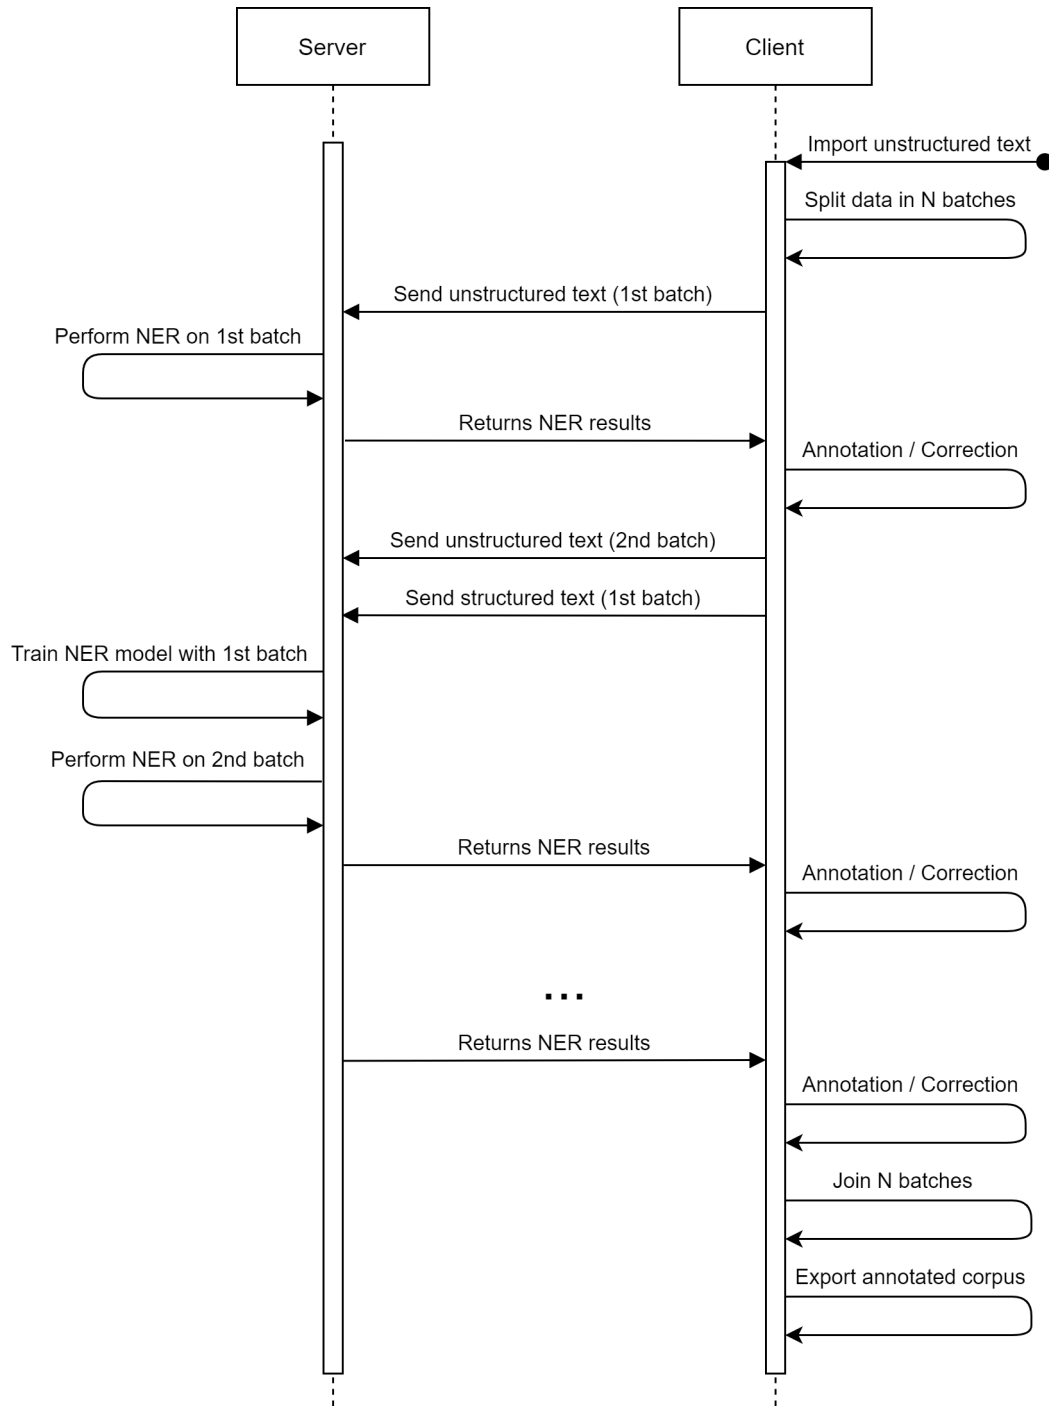 Server
Client
Import unstructured text
Split data in N batches
Send unstructured text (1st batch)
Perform NER on 1st batch
Returns NER results
Annotation / Correction
Send unstructured text (2nd batch)
Send structured text (1st batch)
Train NER model with 1st batch
Perform NER on 2nd batch
Returns NER results
Annotation / Correction
...
Returns NER results
Annotation / Correction
Join N batches
Export annotated corpus